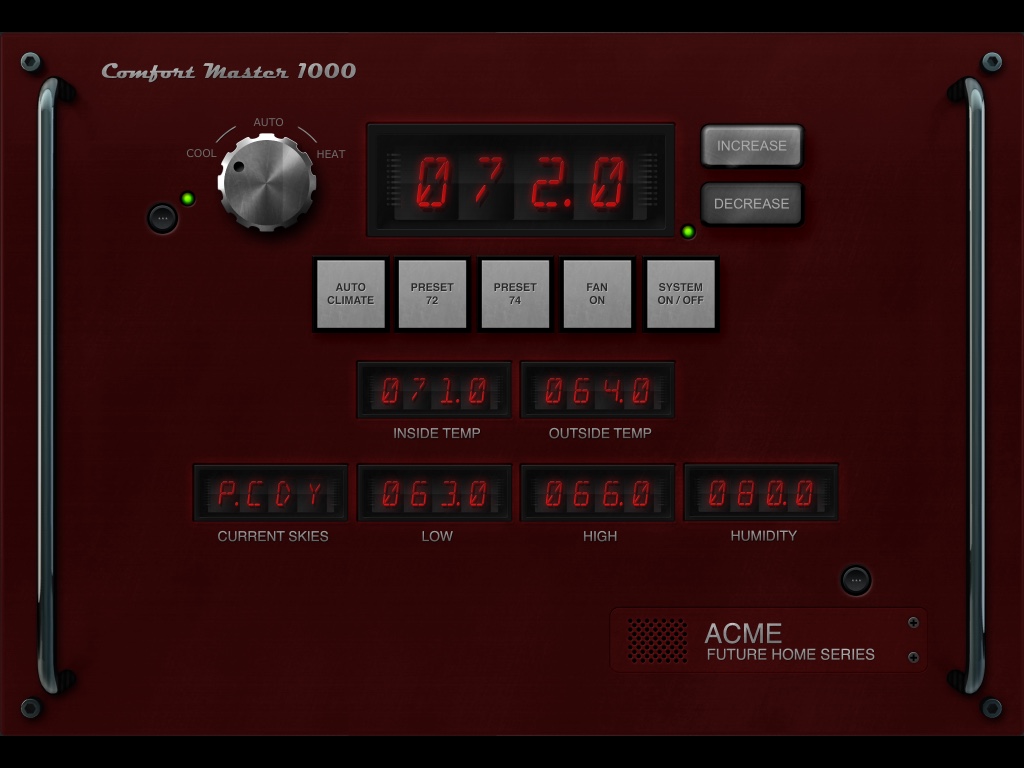 Comfort Master 1000
AUTO
COOL
HEAT
072.0
INCREASE
DECREASE
AUTO
CLIMATE
PRESET
72
PRESET
74
FAN
ON
SYSTEM
ON / OFF
071.0
064.0
INSIDE TEMP
OUTSIDE TEMP
P.CDY
063.0
066.0
080.0
CURRENT SKIES
LOW
HIGH
HUMIDITY
ACME
FUTURE HOME SERIES